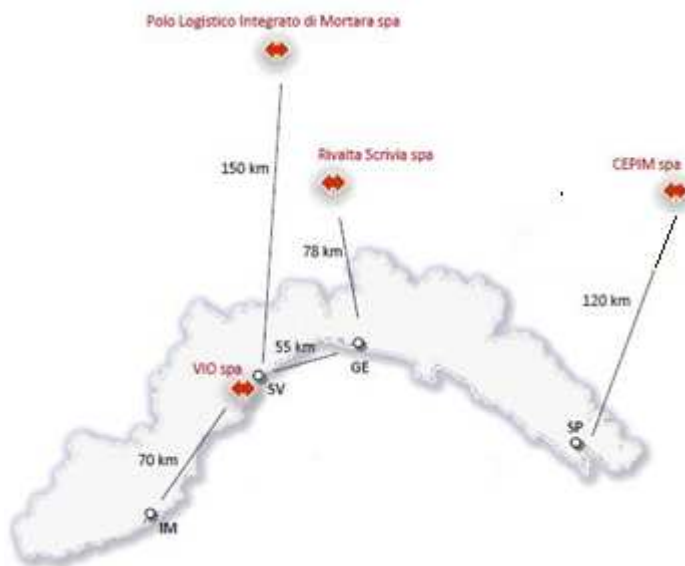 Polo Logistico Integrato di Mortara spa
Rivalta Scrivia spa
CEPIM spa
150 km
78 km
120 km
55 km
GE
VIO spa
SV
SP
70 km
IM